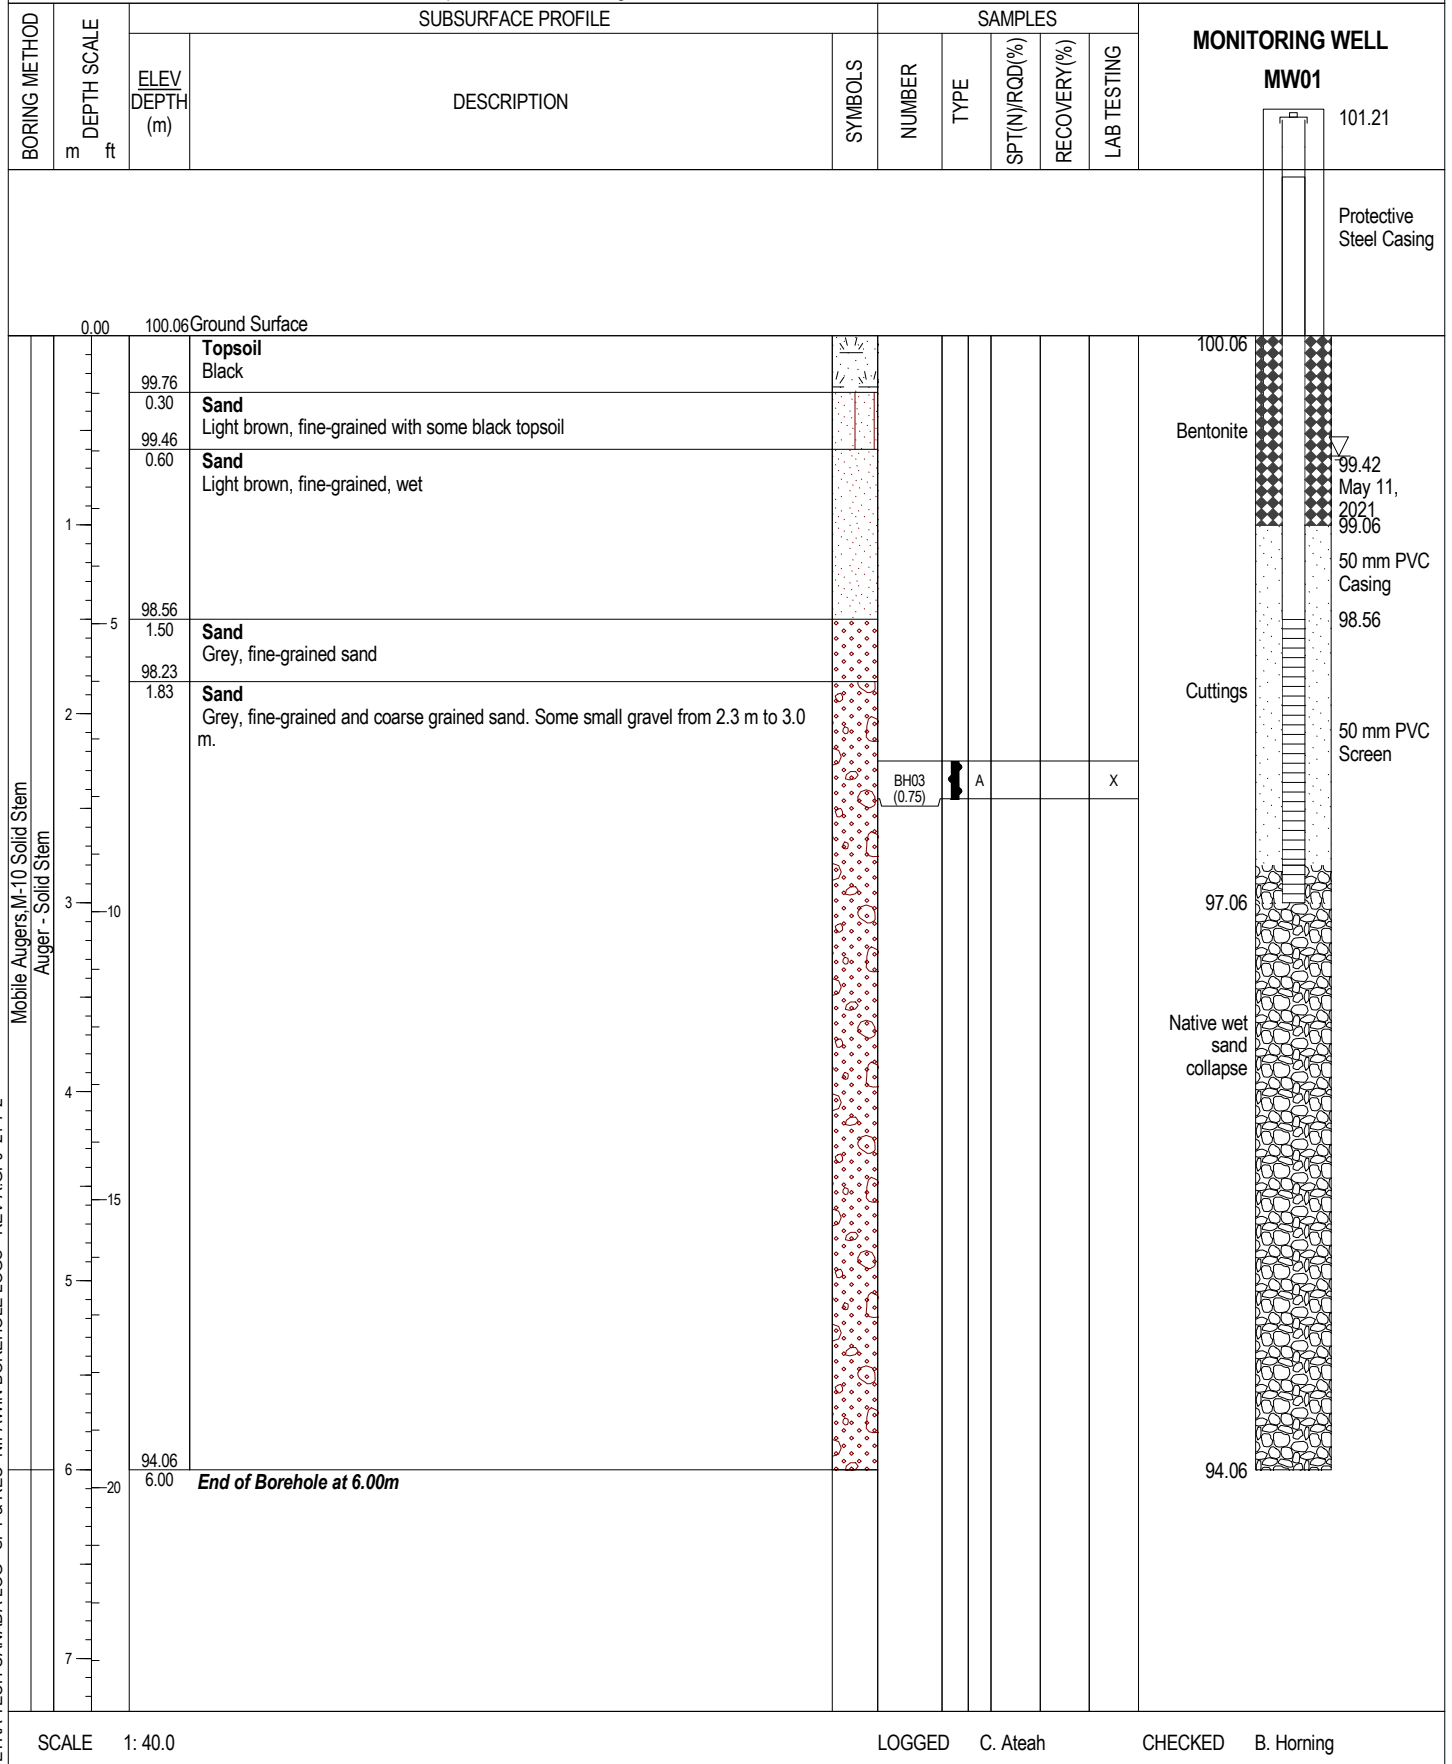 SUBSURFACE PROFILE
SAMPLES
BORING METHOD
DEPTH SCALE
m ft
ELEV
DEPTH
(m)
DESCRIPTION
SYMBOLS
NUMBER
TYPE
SPT(N)/RQD(%)
RECOVERY(%)
LAB TESTING
MONITORING WELL
MW01
101.21
Protective
Steel Casing
0.00
100.06 Ground Surface
Topsoil
Black
99.76
0.30
Sand
Light brown, fine-grained with some black topsoil
99.46
0.60
Sand
Light brown, fine-grained, wet
98.56
1.50
Sand
Grey, fine-grained sand
98.23
1.83
Sand
Grey, fine-grained and coarse grained sand. Some small gravel from 2.3 m to 3.0
m.
BH03
(0.75)
A
X
94.06
6.00
End of Borehole at 6.00m
1
5
2
3
10
4
15
5
6
20
7
Mobile Augers,M-10 Solid Stem
Auger - Solid Stem
100.06
Bentonite
99.42
May 11,
2021
99.06
50 mm PVC
Casing
98.56
Cuttings
50 mm PVC
Screen
97.06
Native wet
sand
collapse
94.06
SCALE 1: 40.0
LOGGED C. Ateah
CHECKED B. Horning